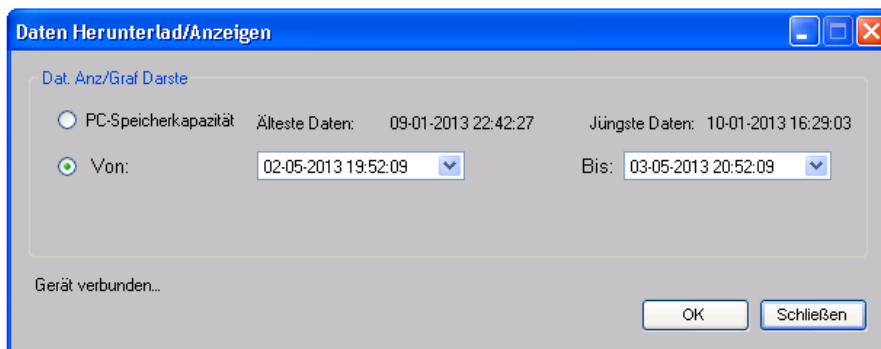 Daten Herunterlad/Anzeigen
Dat. Anz/Graf Darste
PC-Speicherkapazität Älteste Daten: 09-01-2013 22:42:27 Jüngste Daten: 10-01-2013 16:29:03
Von: 02-05-2013 19:52:09 Bis: 03-05-2013 20:52:09
Gerät verbunden...
OK Schließen